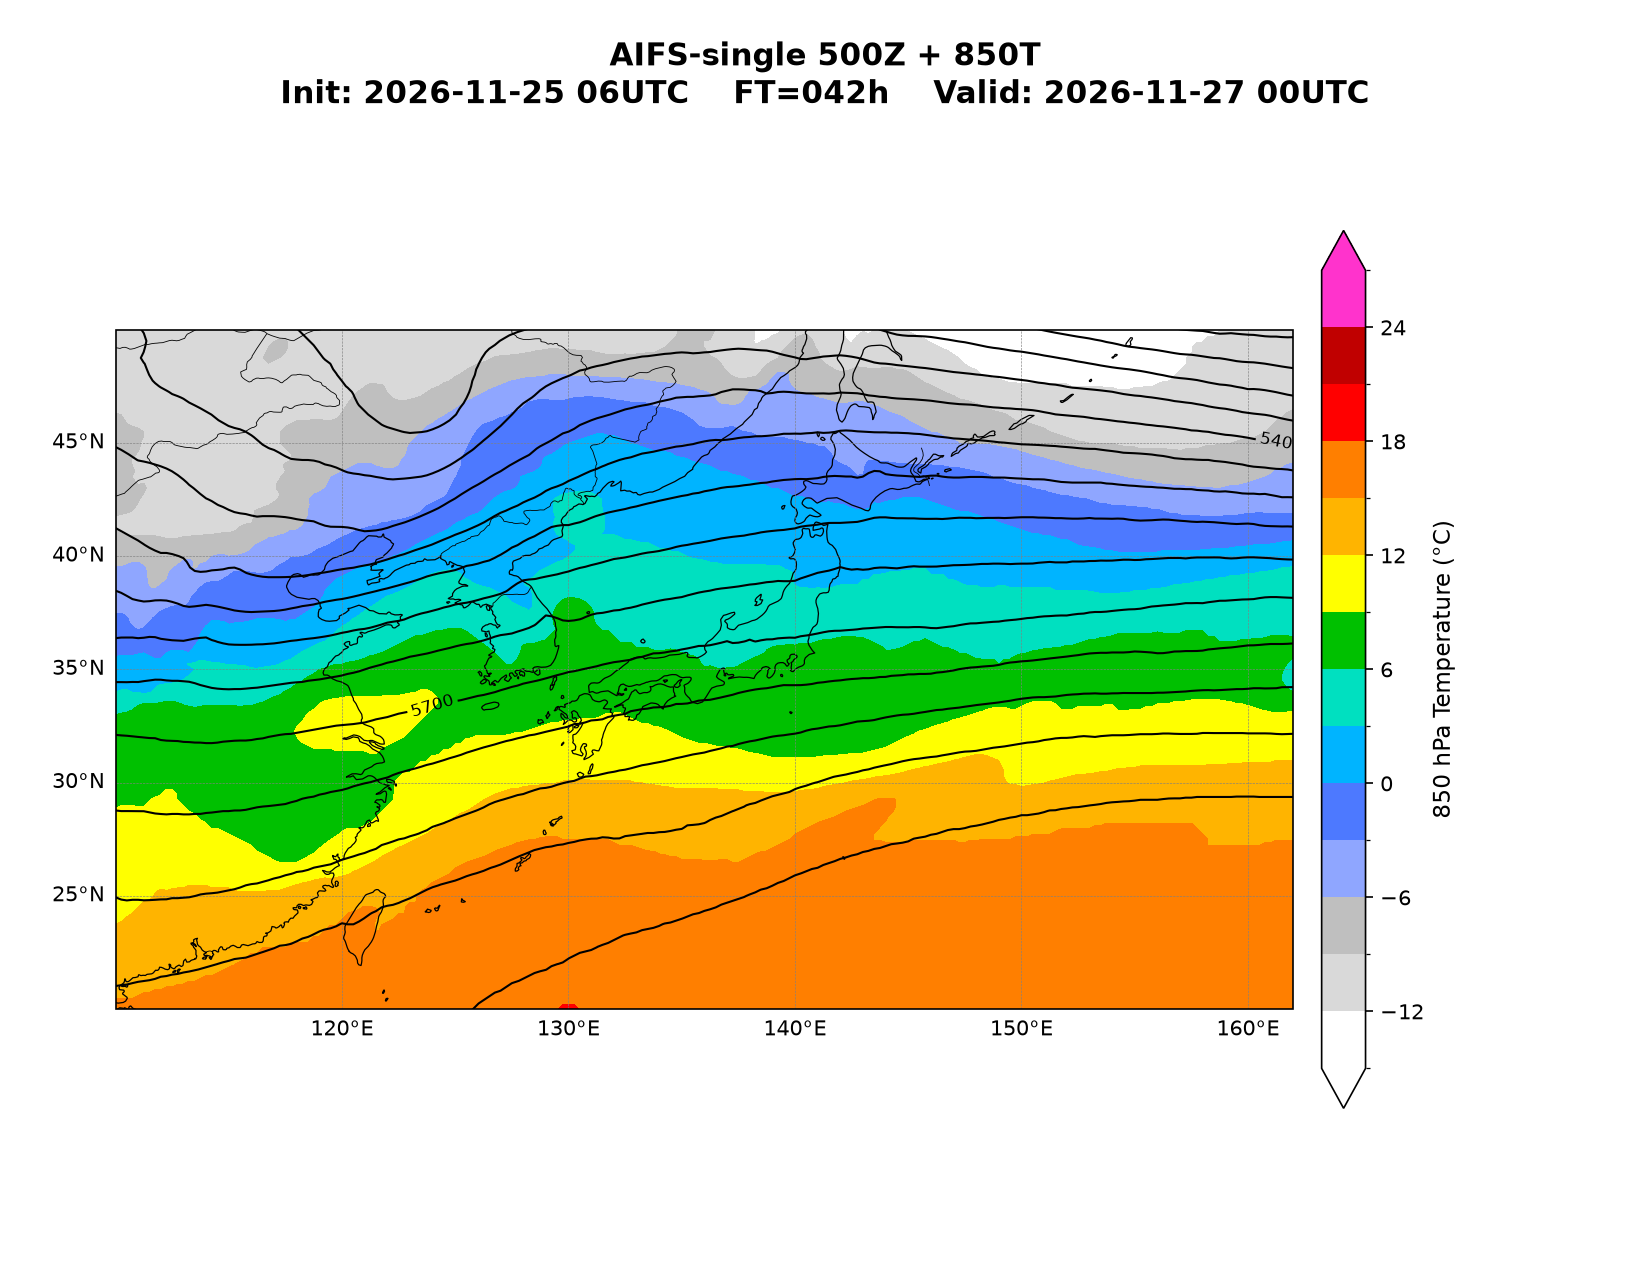 AIFS-single 500Z + 850T
Init: 2026-11-25 06UTC    FT=042h    Valid: 2026-11-27 00UTC
24
18
12
6
0
−6
−12
850 hPa Temperature (°C)
45°N
40°N
35°N
30°N
25°N
540
5700
120°E
130°E
140°E
150°E
160°E